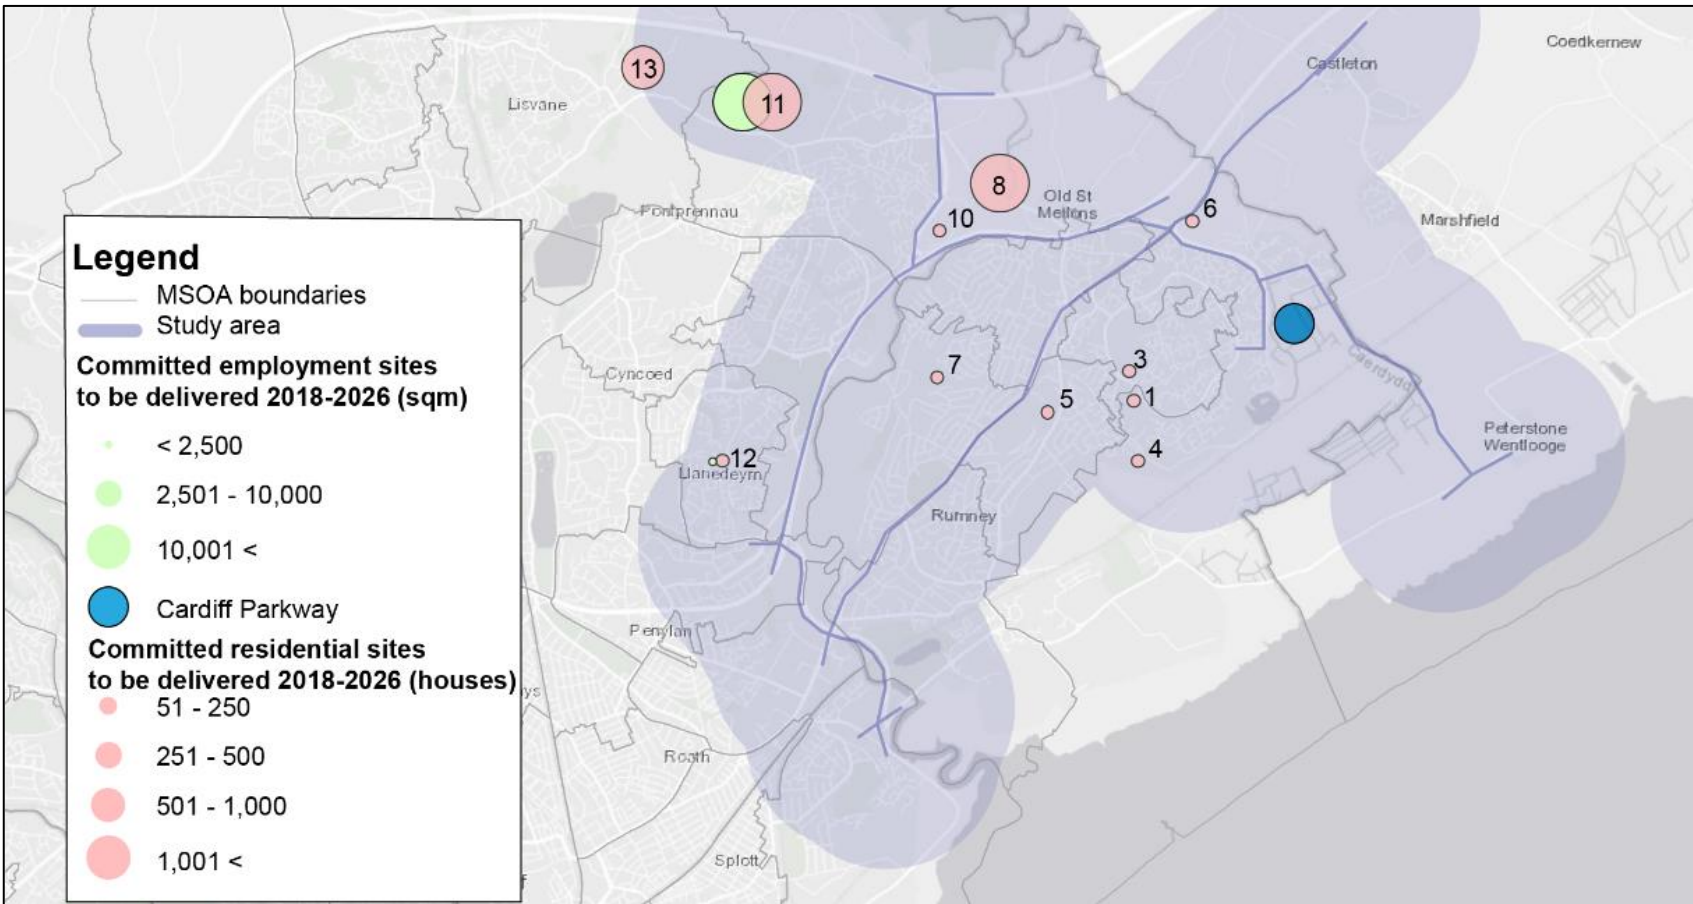 Coedkernew
Castleton
13
11
Lisvane
8
Old St
Mellons
Pontprennau
10
6
Marshfield
Legend
MSOA boundaries
Study area
Committed employment sites
to be delivered 2018-2026 (sqm)
< 2,500
2,501 - 10,000
10,001 <
Cardiff Parkway
Committed residential sites
to be delivered 2018-2026 (houses)
51 - 250
251 - 500
501 - 1,000
1,001 <
Cyncoed
7
3
1
5
4
Caerdydd
Peterstone
Wentlooge
12
Llanedeyrn
Rumney
Penylan
ys
Roath
Splott
f